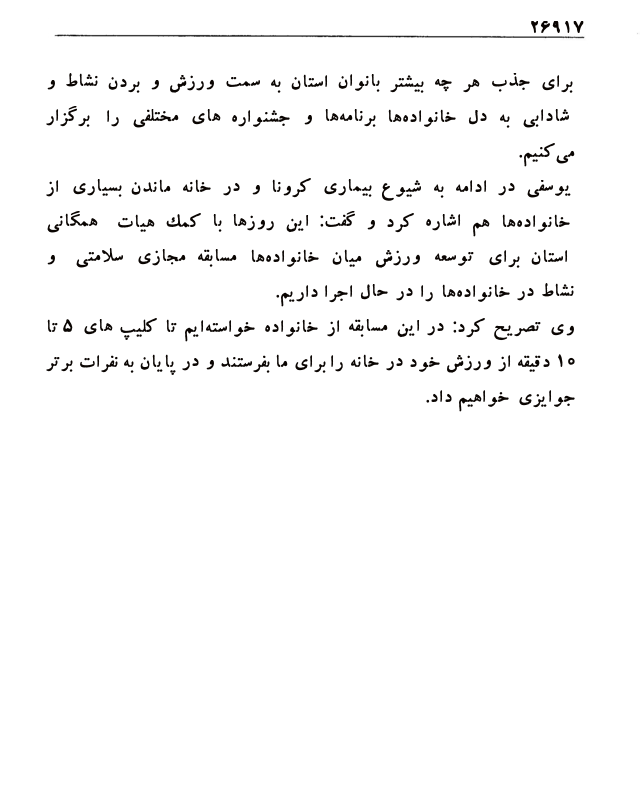 ۲۶۹۱۷
برای جذب هر چه بیشتر بانوان استان به سمت ورزش و بردن نشاط و
شادابی به دل خانواده‌ها برنامه‌ها و جشنواره های مختلفی را برگزار
می‌کنیم.
یوسفی در ادامه به شیوع بیماری کرونا و در خانه ماندن بسیاری از
خانواده‌ها هم اشاره کرد و گفت: این روزها با کمك هیات همگانی
استان برای توسعه ورزش میان خانواده‌ها مسابقه مجازی سلامتی و
نشاط در خانواده‌ها را در حال اجرا داریم.
وی تصریح کرد: در این مسابقه از خانواده خواسته‌ایم تا کلیپ های ۵ تا
۱۰ دقیقه از ورزش خود در خانه را برای ما بفرستند و در پایان به نفرات برتر
جوایزی خواهیم داد.